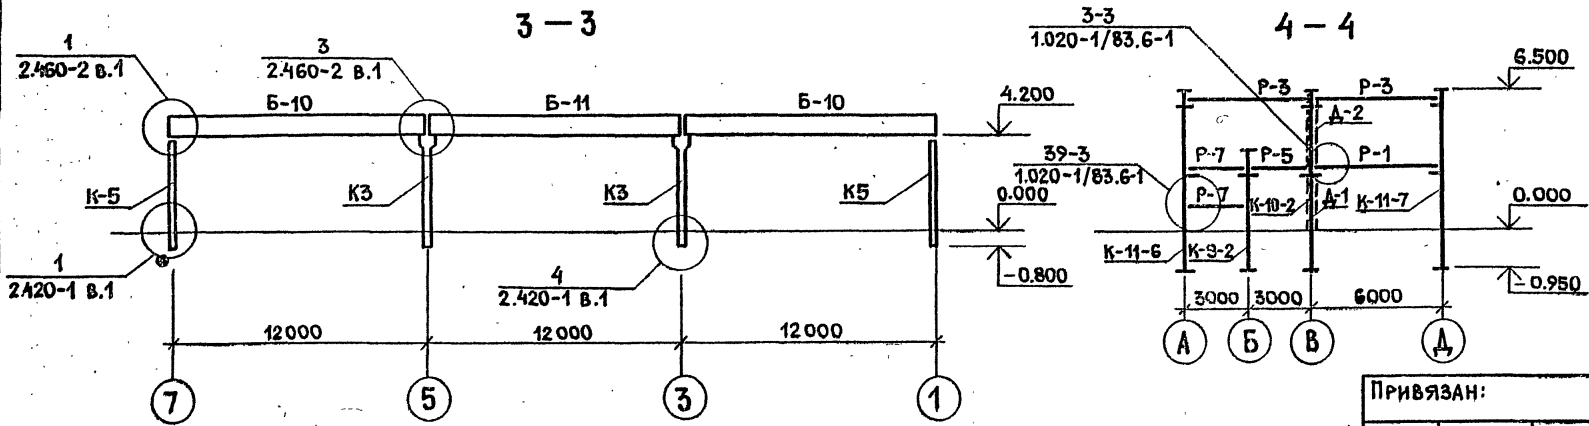 3 — 3
1
2.460-2 в.1
3
2.460-2 в.1
Б-10
Б-11
Б-10
4.200
К-5
К3
К3
К5
0.000
-0.800
1
2.420-1 в.1
4
2.420-1 в.1
12000
12000
12000
7
5
3
1
4 — 4
3-3
1.020-1/83.6-1
6.500
Р-3
Р-3
Д-2
39-3
1.020-1/83.6-1
Р-7
Р-5
Р-1
Р-7
К-10-2
Д-1
К-11-7
0.000
К-11-6
К-9-2
-0.950
3000
3000
6000
А
Б
В
Д
Привязан: